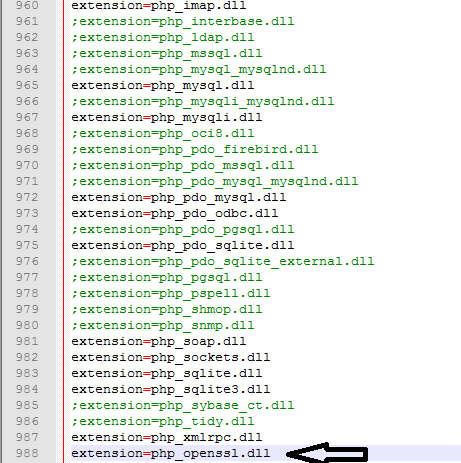 960 extension=php_imap.dll
961 ;extension=php_interbase.dll
962 ;extension=php_ldap.dll
963 ;extension=php_mssql.dll
964 ;extension=php_mysql_mysqlnd.dll
965 extension=php_mysql.dll
966 ;extension=php_mysqli_mysqlnd.dll
967 extension=php_mysqli.dll
968 ;extension=php_oci8.dll
969 ;extension=php_pdo_firebird.dll
970 ;extension=php_pdo_mssql.dll
971 ;extension=php_pdo_mysql_mysqlnd.dll
972 extension=php_pdo_mysql.dll
973 extension=php_pdo_odbc.dll
974 ;extension=php_pdo_pgsql.dll
975 extension=php_pdo_sqlite.dll
976 ;extension=php_pdo_sqlite_external.dll
977 ;extension=php_pgsql.dll
978 ;extension=php_pspell.dll
979 ;extension=php_shmop.dll
980 ;extension=php_snmp.dll
981 extension=php_soap.dll
982 extension=php_sockets.dll
983 extension=php_sqlite.dll
984 extension=php_sqlite3.dll
985 ;extension=php_sybase_ct.dll
986 ;extension=php_tidy.dll
987 extension=php_xmlrpc.dll
988 extension=php_openssl.dll